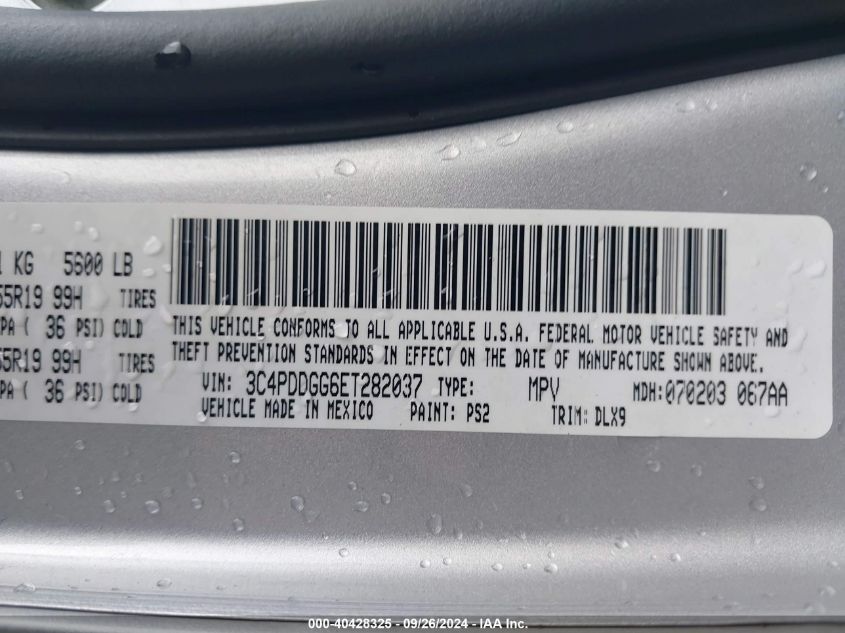 1 KG 5600 LB
55R19 99H TIRES
PA ( 36 PSI) COLD
55R19 99H TIRES
PA ( 36 PSI) COLD
THIS VEHICLE CONFORMS TO ALL APPLICABLE U.S.A. FEDERAL MOTOR VEHICLE SAFETY AND
THEFT PREVENTION STANDARDS IN EFFECT ON THE DATE OF MANUFACTURE SHOWN ABOVE.
VIN: 3C4PDDGG6ET282037 TYPE: MPV MDH:070203 067AA
VEHICLE MADE IN MEXICO PAINT: PS2 TRIM: DLX9
000-40428325 - 09/26/2024 - IAA Inc.